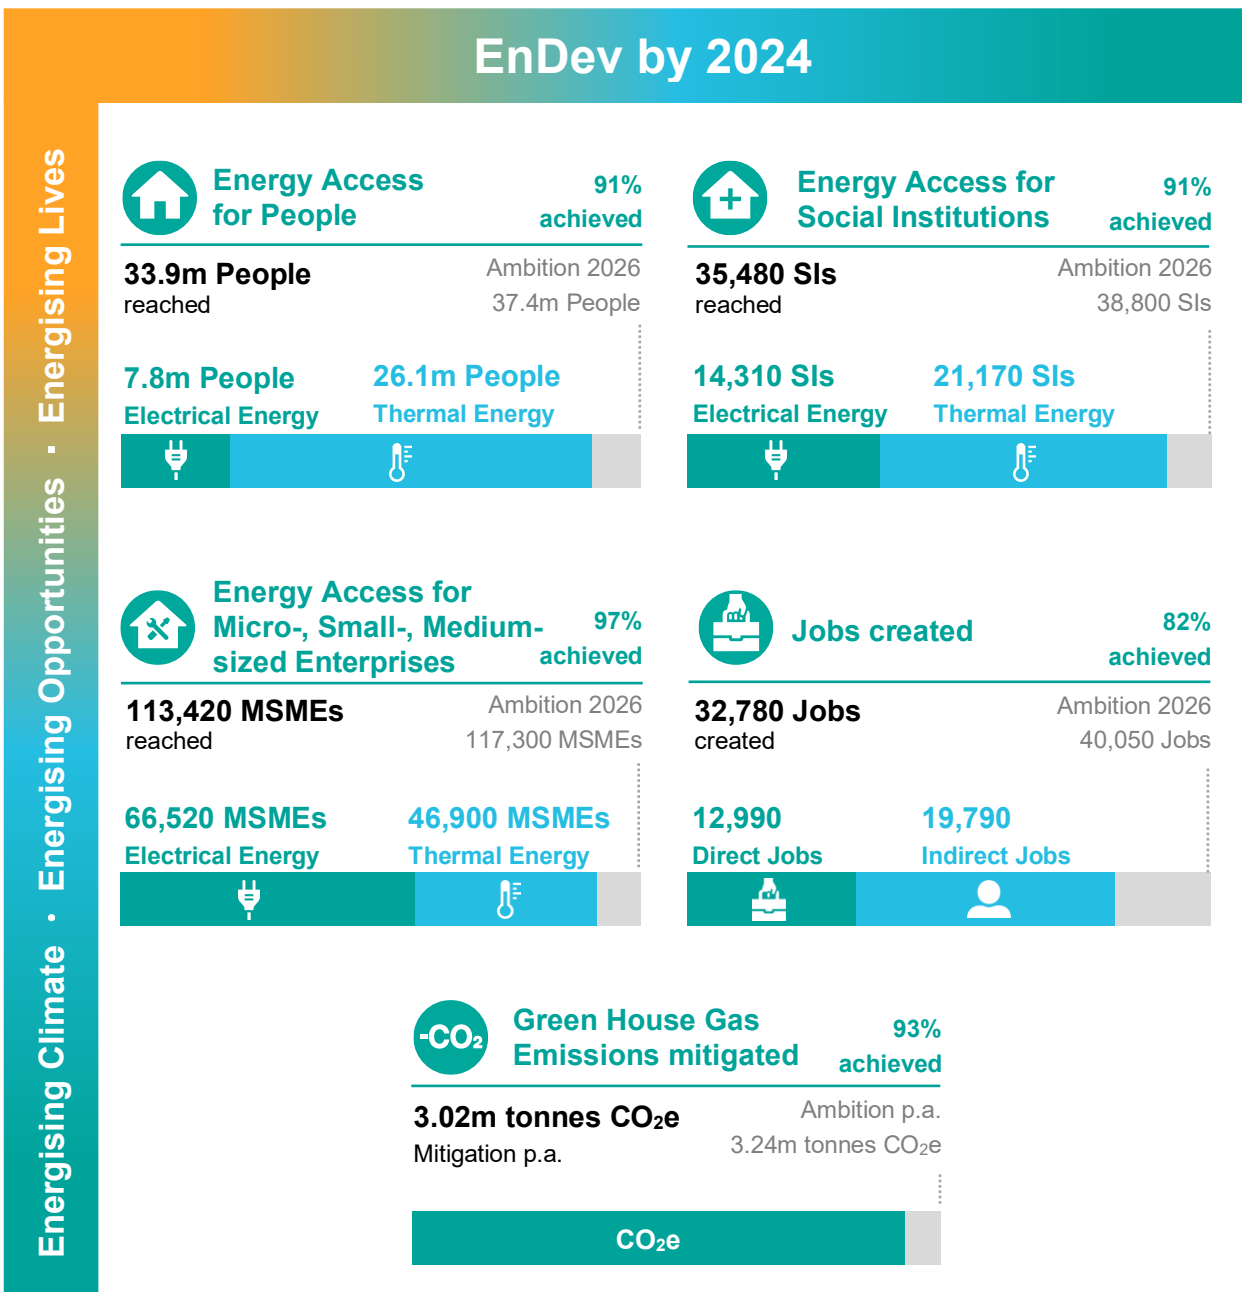 EnDev by 2024
Energising Climate · Energising Opportunities · Energising Lives
Energy Access
for People
91%
achieved
33.9m People
reached
Ambition 2026
37.4m People
7.8m People
Electrical Energy
26.1m People
Thermal Energy
Energy Access for
Social Institutions
91%
achieved
35,480 SIs
reached
Ambition 2026
38,800 SIs
14,310 SIs
Electrical Energy
21,170 SIs
Thermal Energy
Energy Access for
Micro-, Small-, Medium-
sized Enterprises
97%
achieved
113,420 MSMEs
reached
Ambition 2026
117,300 MSMEs
66,520 MSMEs
Electrical Energy
46,900 MSMEs
Thermal Energy
Jobs created
82%
achieved
32,780 Jobs
created
Ambition 2026
40,050 Jobs
12,990
Direct Jobs
19,790
Indirect Jobs
-CO₂
Green House Gas
Emissions mitigated
93%
achieved
3.02m tonnes CO₂e
Mitigation p.a.
Ambition p.a.
3.24m tonnes CO₂e
CO₂e